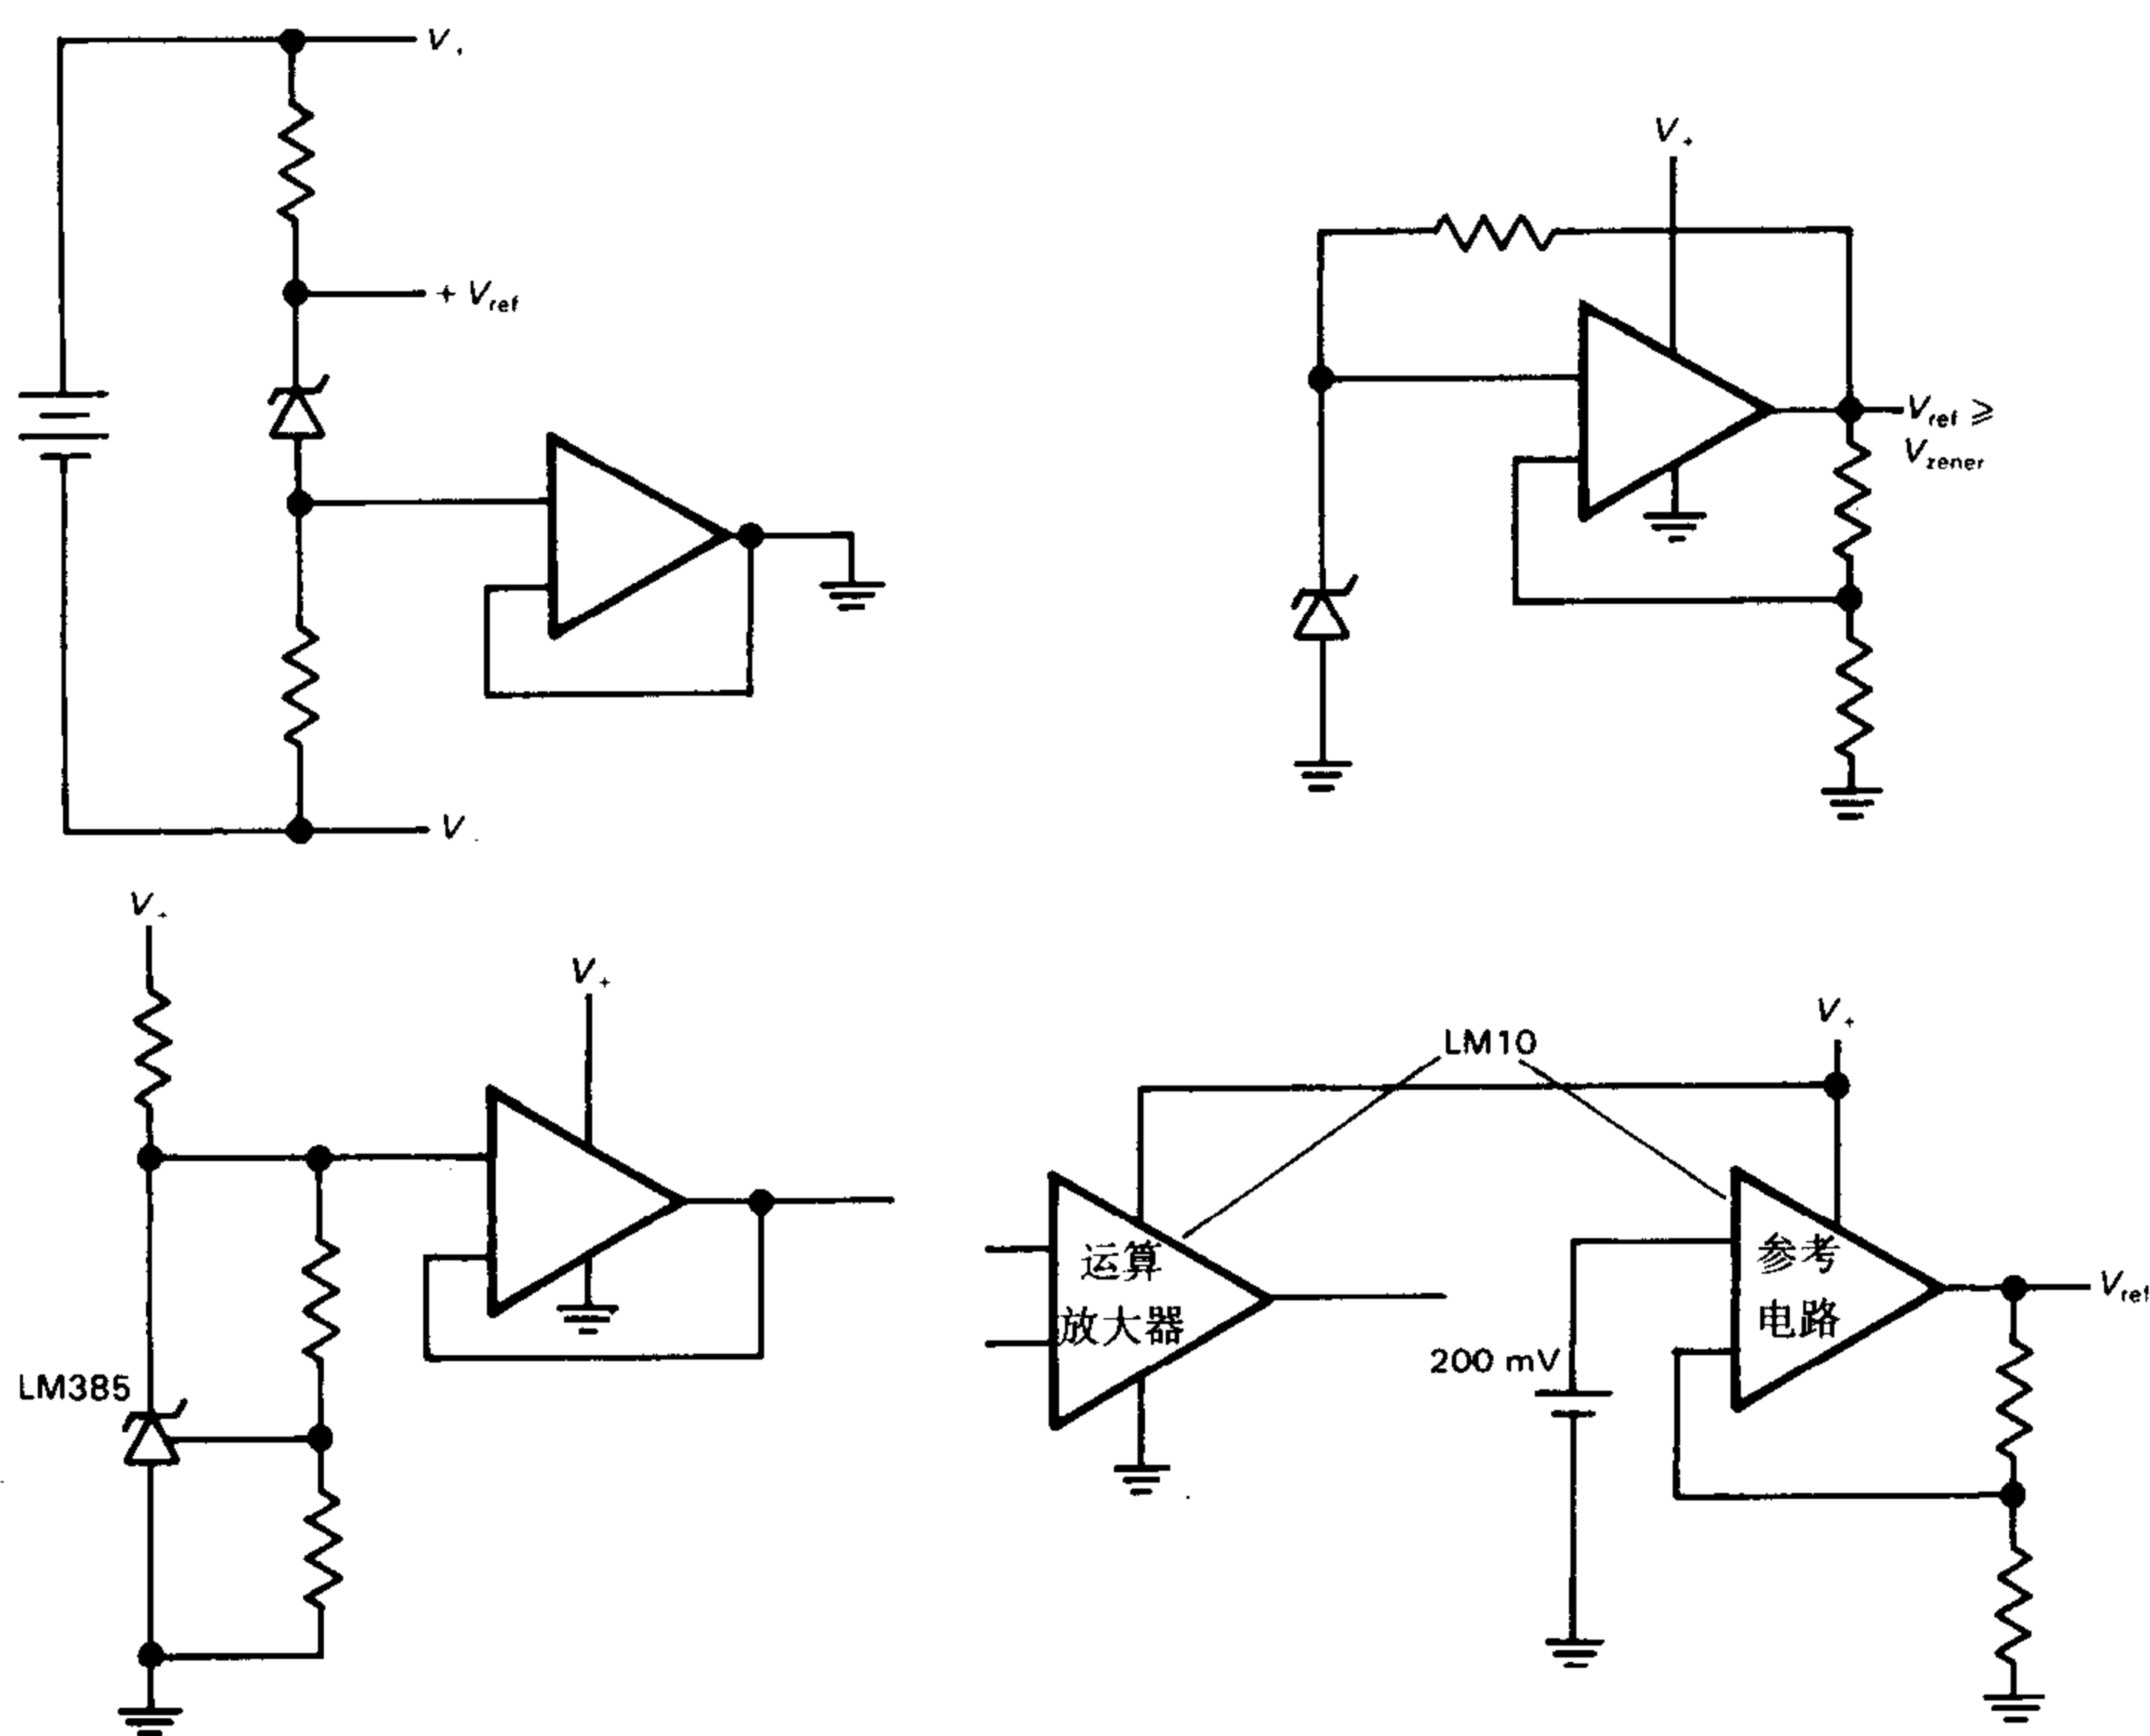 V+
+ Vref
V-
V+
Vref ≥
Vzener
V+
V+
LM385
LM10
V+
运算
放大器
参考
电路
200 mV
Vref